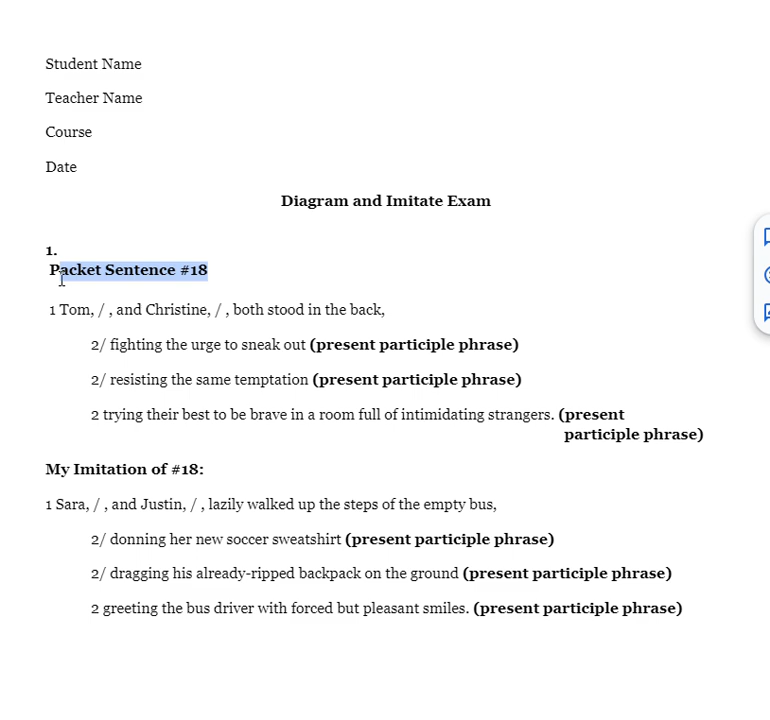 Student Name
Teacher Name
Course
Date
Diagram and Imitate Exam
1.
Packet Sentence #18
1 Tom, / , and Christine, / , both stood in the back,
2/ fighting the urge to sneak out (present participle phrase)
2/ resisting the same temptation (present participle phrase)
2 trying their best to be brave in a room full of intimidating strangers. (present
participle phrase)
My Imitation of #18:
1 Sara, / , and Justin, / , lazily walked up the steps of the empty bus,
2/ donning her new soccer sweatshirt (present participle phrase)
2/ dragging his already-ripped backpack on the ground (present participle phrase)
2 greeting the bus driver with forced but pleasant smiles. (present participle phrase)